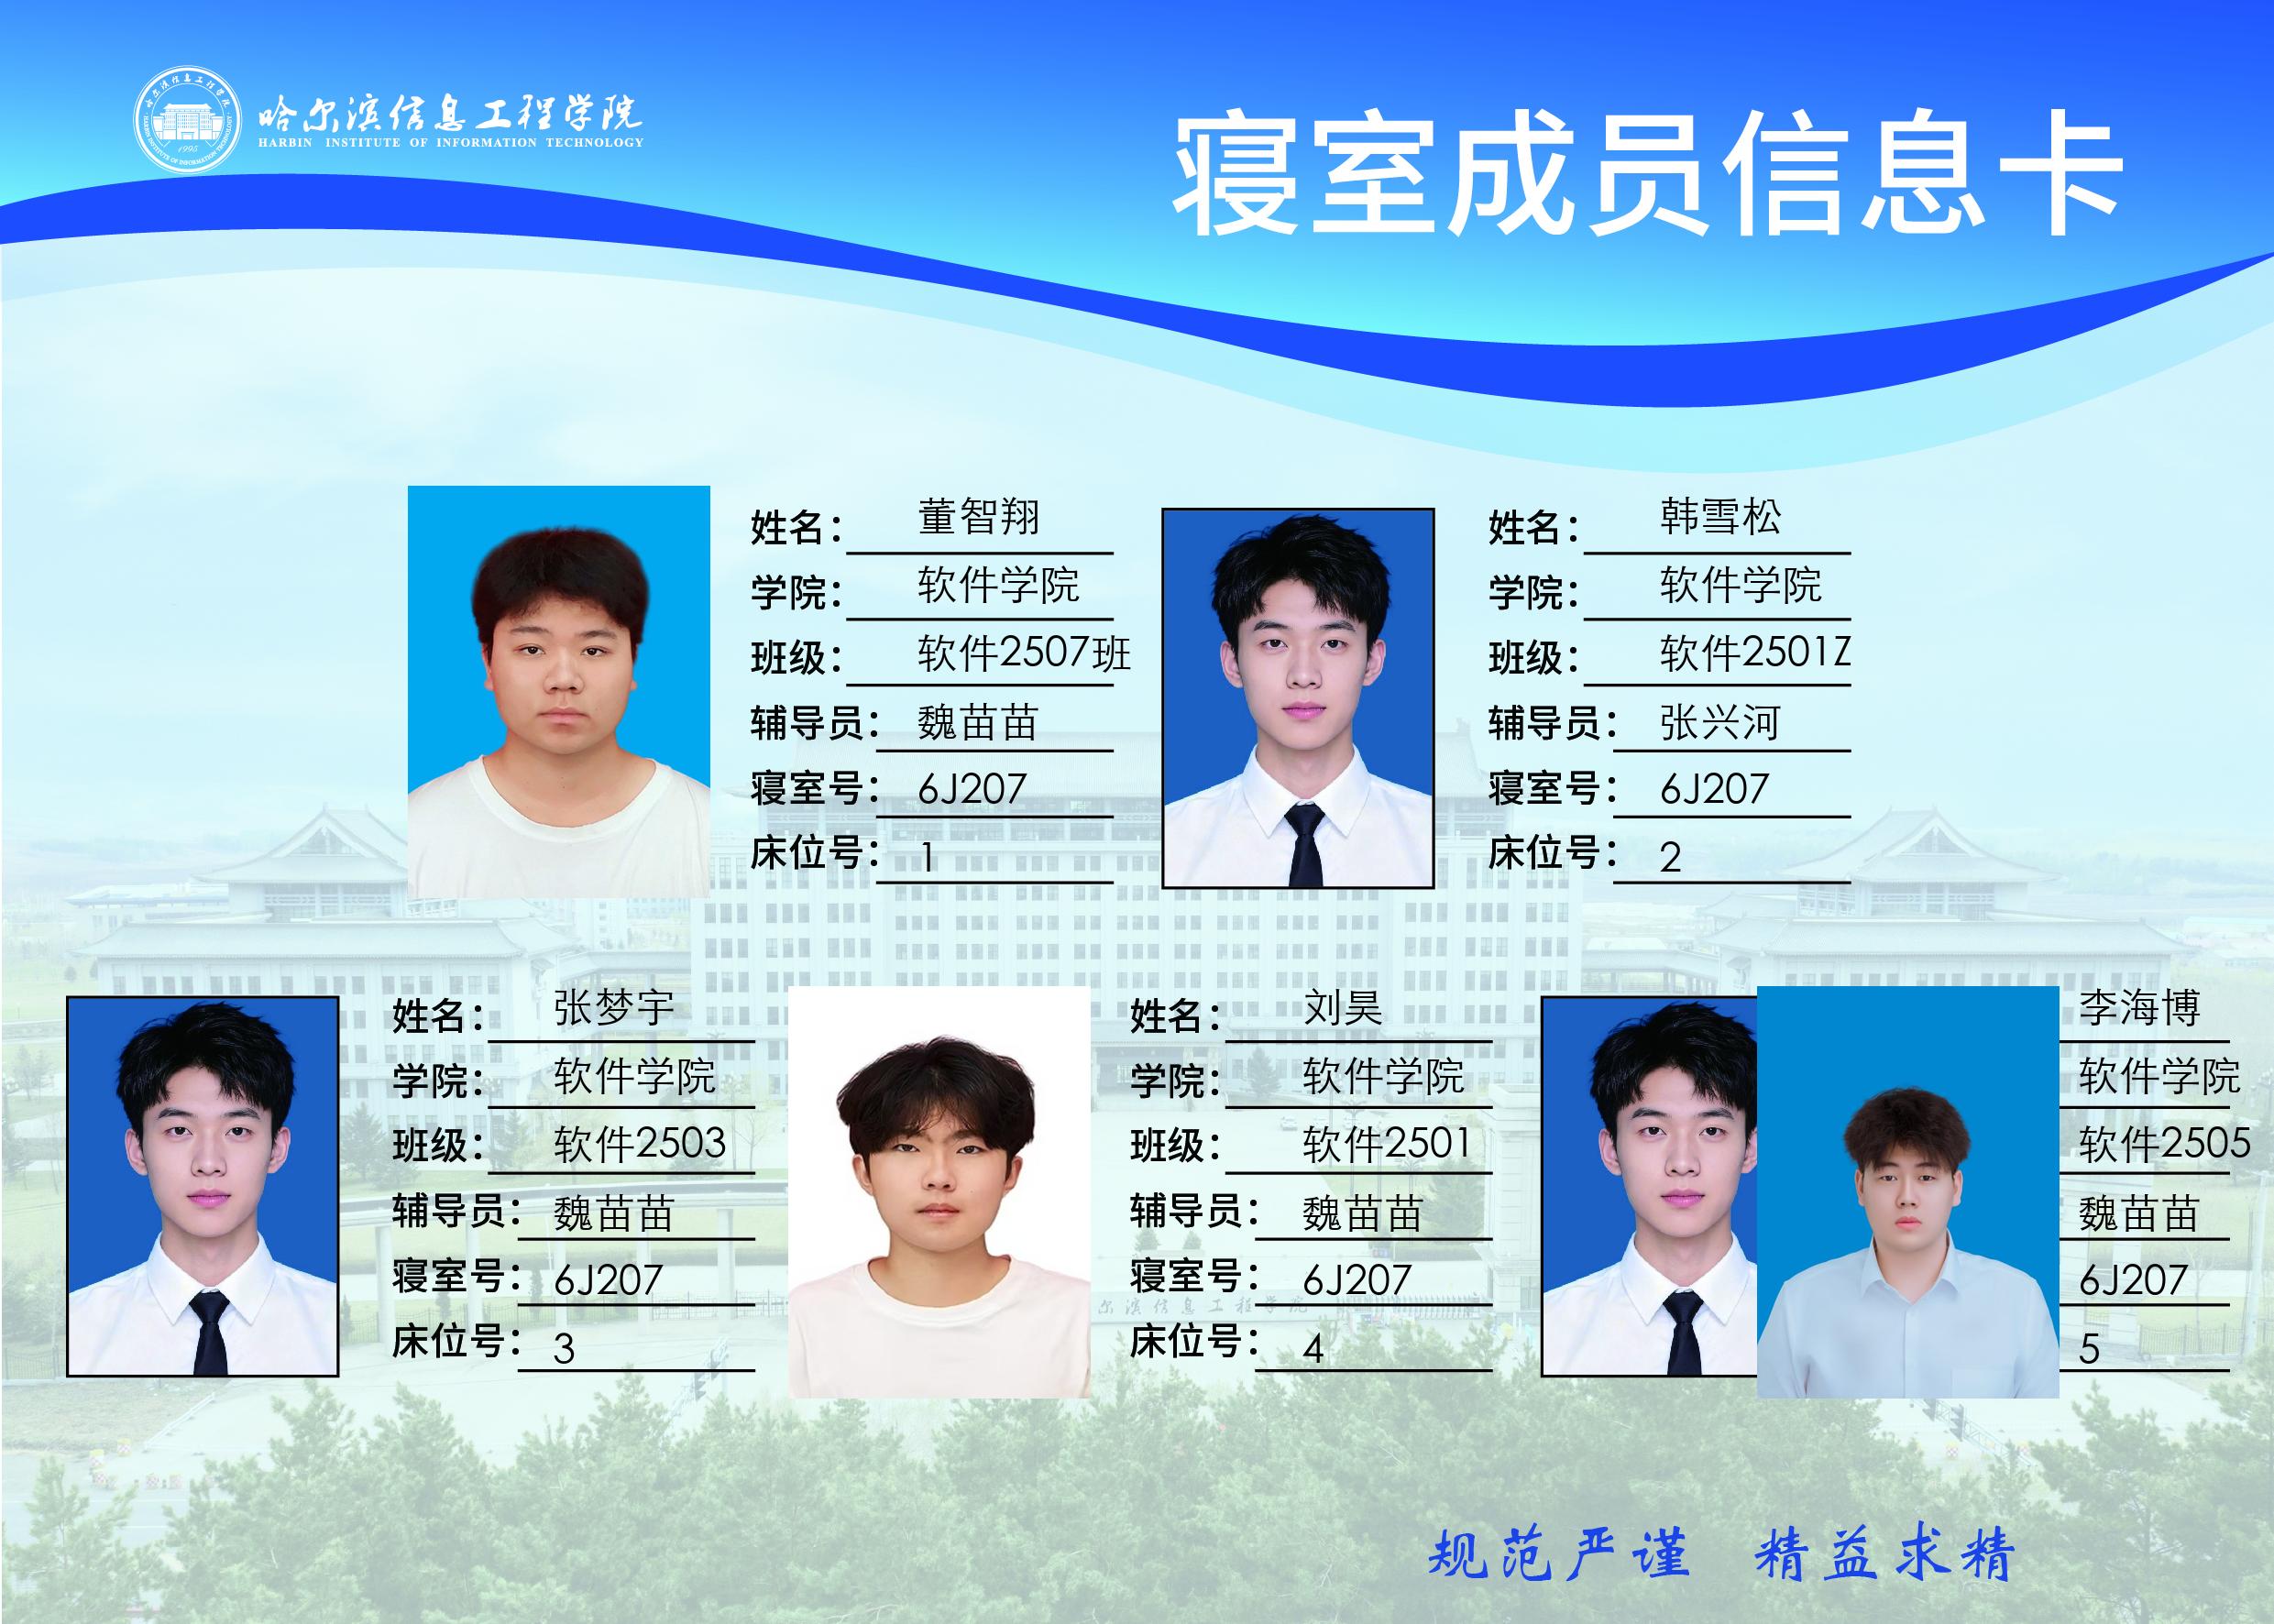 哈尔滨信息工程学院
HARBIN INSTITUTE OF INFORMATION TECHNOLOGY
1995
寝室成员信息卡
姓名： 董智翔
学院： 软件学院
班级： 软件2507班
辅导员： 魏苗苗
寝室号： 6J207
床位号： 1
姓名： 韩雪松
学院： 软件学院
班级： 软件2501Z
辅导员： 张兴河
寝室号： 6J207
床位号： 2
姓名： 张梦宇
学院： 软件学院
班级： 软件2503
辅导员： 魏苗苗
寝室号： 6J207
床位号： 3
姓名： 刘昊
学院： 软件学院
班级： 软件2501
辅导员： 魏苗苗
寝室号： 6J207
床位号： 4
李海博
软件学院
软件2505
魏苗苗
6J207
5
尔滨信息工程学院
规范严谨 精益求精